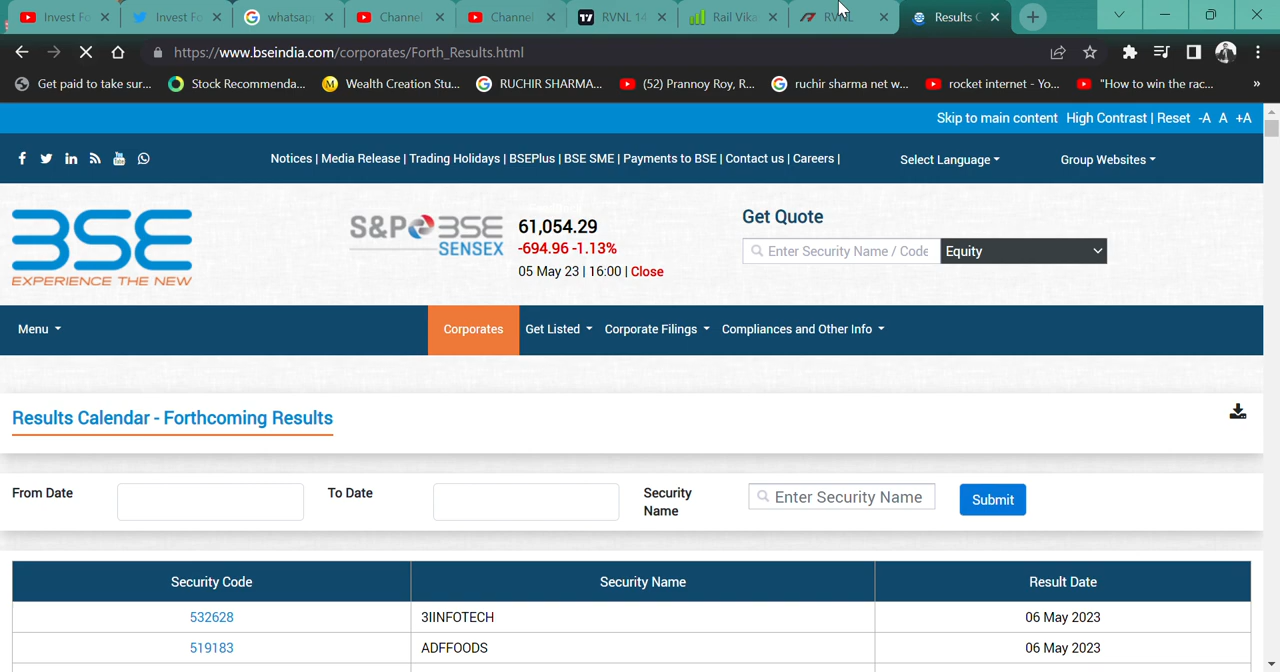 Invest Fo
Invest Fo
whatsap
Channel
Channel
RVNL 14
Rail Vika
RVNL
Results C
https://www.bseindia.com/corporates/Forth_Results.html
Get paid to take sur...
Stock Recommenda...
Wealth Creation Stu...
RUCHIR SHARMA...
(52) Prannoy Roy, R...
ruchir sharma net w...
rocket internet - Yo...
"How to win the rac...
»
Skip to main content High Contrast | Reset -A A +A
Notices | Media Release | Trading Holidays | BSEPlus | BSE SME | Payments to BSE | Contact us | Careers |
Select Language
Group Websites
BSE
EXPERIENCE THE NEW
S&P BSE
SENSEX
61,054.29
-694.96 -1.13%
05 May 23 | 16:00 | Close
Get Quote
Enter Security Name / Code
Equity
Menu
Corporates
Get Listed
Corporate Filings
Compliances and Other Info
Results Calendar - Forthcoming Results
From Date
To Date
Security
Name
Enter Security Name
Submit
Security Code Security Name Result Date
532628 3IINFOTECH 06 May 2023
519183 ADFFOODS 06 May 2023